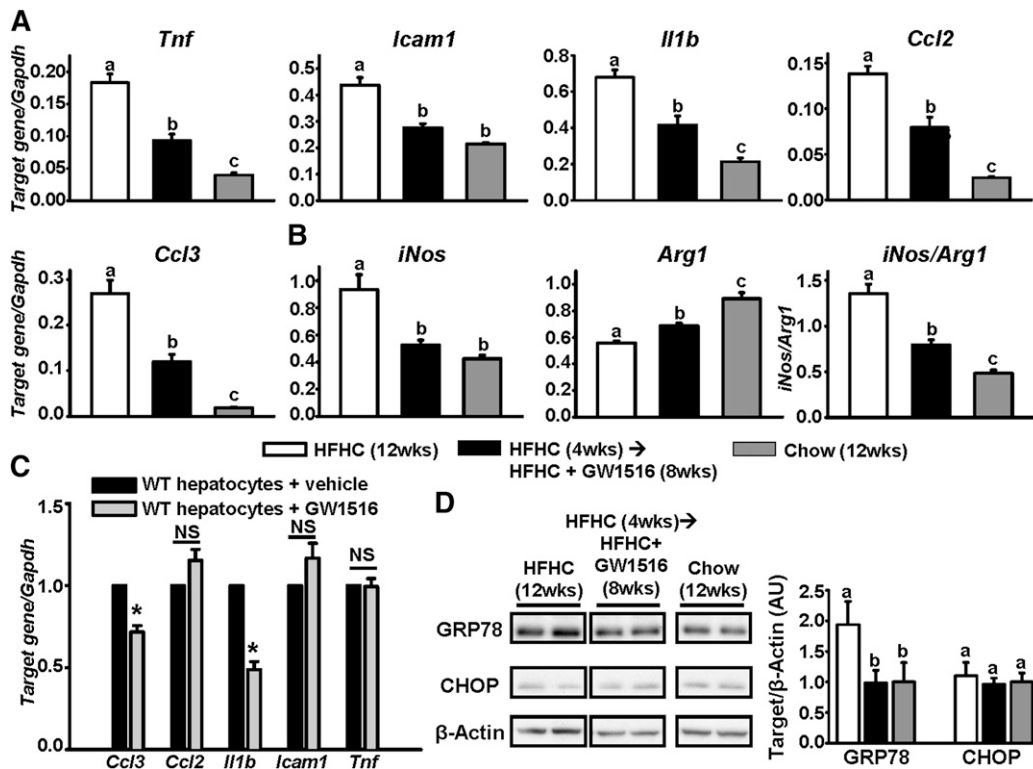 A
Tnf
Icam1
Il1b
Ccl2
Target gene/Gapdh
0.20
0.15
0.10
0.05
0.00
a
b
c
0.5
0.4
0.3
0.2
0.1
0.0
a
b
b
0.8
0.6
0.4
0.2
0.0
a
b
c
0.15
0.10
0.05
0.00
a
b
c
Ccl3
B
iNos
Arg1
iNos/Arg1
Target gene/Gapdh
0.3
0.2
0.1
0.0
a
b
c
1.0
0.8
0.6
0.4
0.2
0.0
a
b
b
1.0
0.8
0.6
0.4
0.2
0.0
a
b
c
iNos/Arg1
1.5
1.0
0.5
0.0
a
b
c
HFHC (12wks)
HFHC (4wks) →
HFHC + GW1516 (8wks)
Chow (12wks)
C
WT hepatocytes + vehicle
WT hepatocytes + GW1516
Target gene/Gapdh
1.5
1.0
0.5
0.0
*
NS
*
NS
NS
Ccl3 Ccl2 Il1b Icam1 Tnf
D
HFHC (4wks)→
HFHC+
GW1516
(8wks)
HFHC
(12wks)
Chow
(12wks)
GRP78
CHOP
β-Actin
Target/β-Actin (AU)
2.5
2.0
1.5
1.0
0.5
0.0
a
b b
a a a
GRP78 CHOP